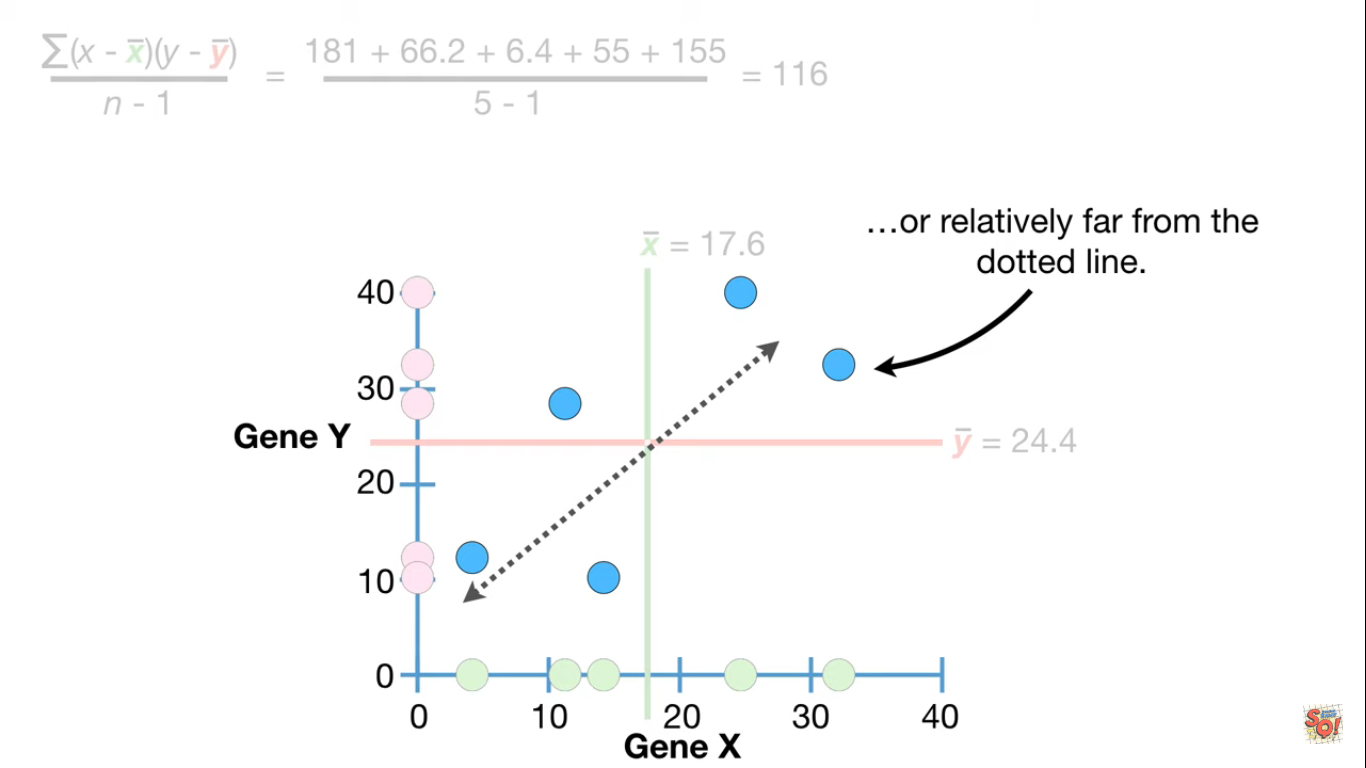 ∑(x - x̄)(y - ȳ)
n - 1
=
181 + 66.2 + 6.4 + 55 + 155
5 - 1
= 116
…or relatively far from the
dotted line.
x̄ = 17.6
40
30
Gene Y
ȳ = 24.4
20
10
0
0 10 20 30 40
Gene X
SQ!